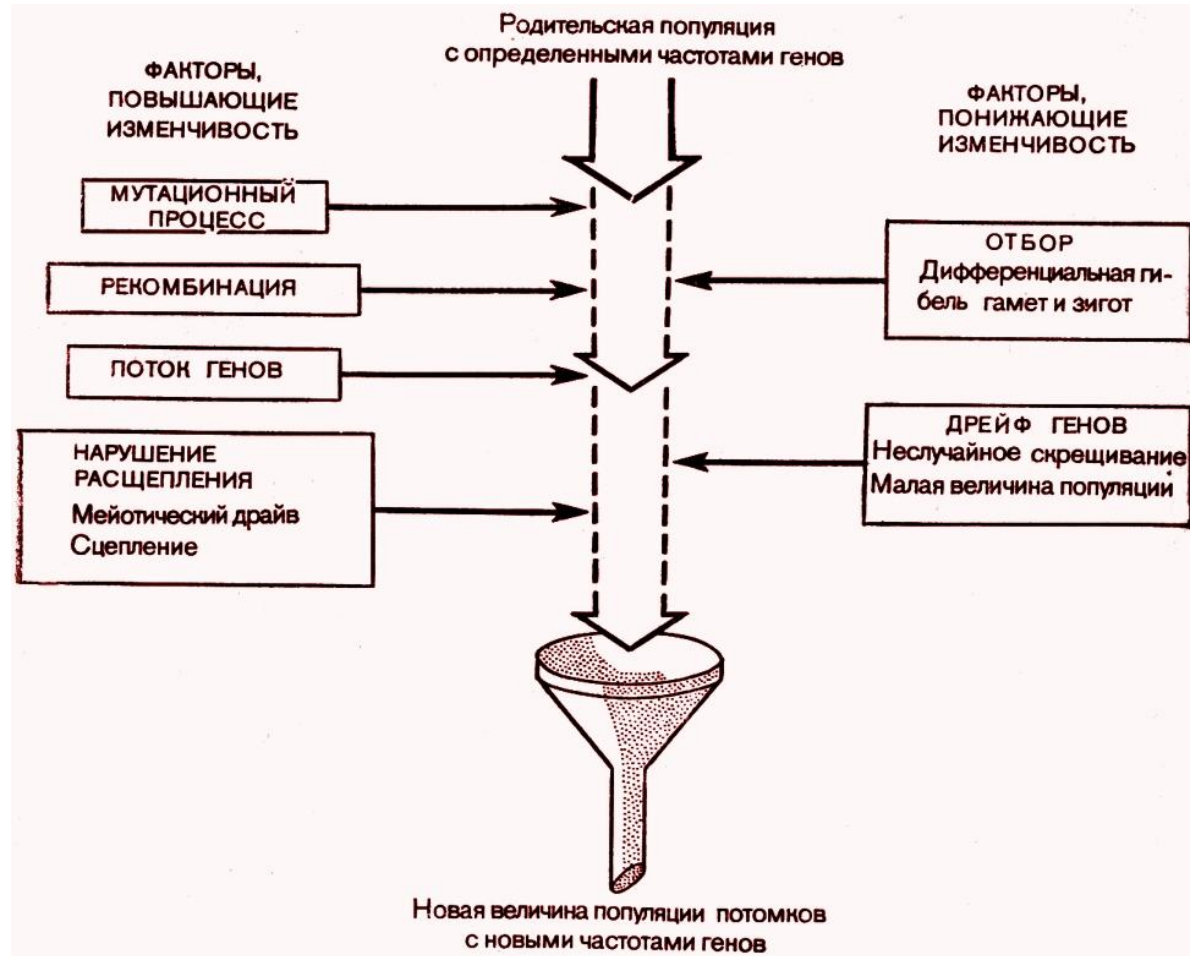 Родительская популяция
с определенными частотами генов
ФАКТОРЫ,
ПОВЫШАЮЩИЕ
ИЗМЕНЧИВОСТЬ
ФАКТОРЫ,
ПОНИЖАЮЩИЕ
ИЗМЕНЧИВОСТЬ
МУТАЦИОННЫЙ
ПРОЦЕСС
РЕКОМБИНАЦИЯ
ПОТОК ГЕНОВ
НАРУШЕНИЕ
РАСЩЕПЛЕНИЯ
Мейотический драйв
Сцепление
ОТБОР
Дифференциальная ги-
бель гамет и зигот
ДРЕЙФ ГЕНОВ
Неслучайное скрещивание
Малая величина популяции
Новая величина популяции потомков
с новыми частотами генов